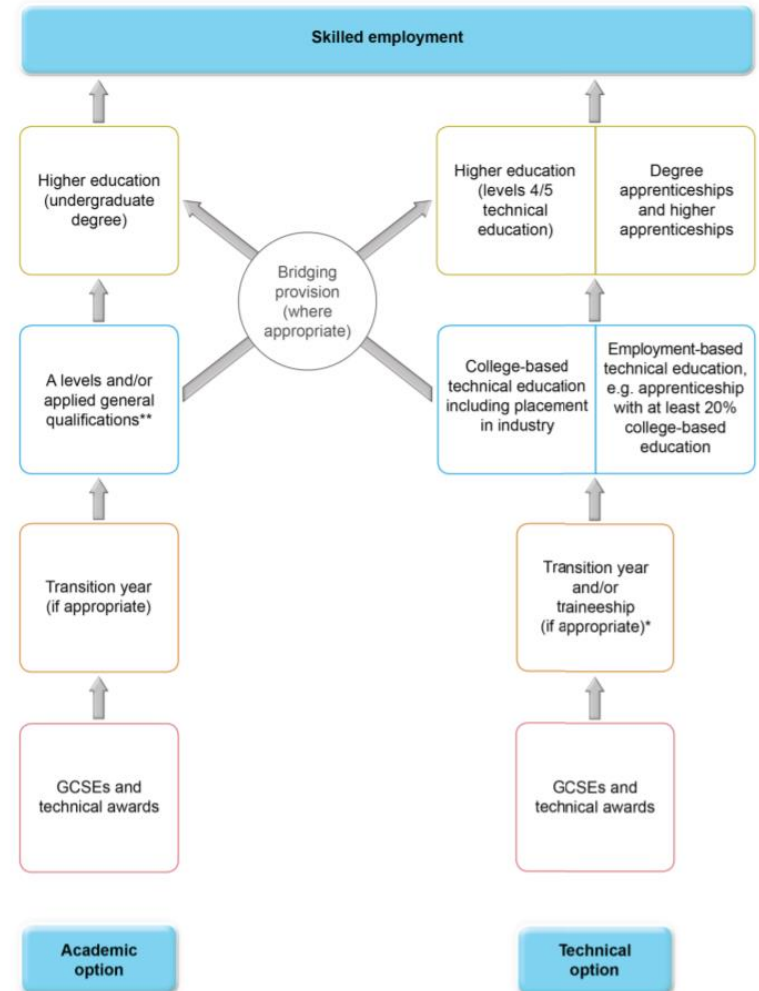 Skilled employment
Higher education
(undergraduate
degree)
Higher education
(levels 4/5
technical
education)
Degree
apprenticeships
and higher
apprenticeships
Bridging
provision
(where
appropriate)
A levels and/or
applied general
qualifications**
College-based
technical education
including placement
in industry
Employment-based
technical education,
e.g. apprenticeship
with at least 20%
college-based
education
Transition year
(if appropriate)
Transition year
and/or
traineeship
(if appropriate)*
GCSEs and
technical awards
GCSEs and
technical awards
Academic
option
Technical
option